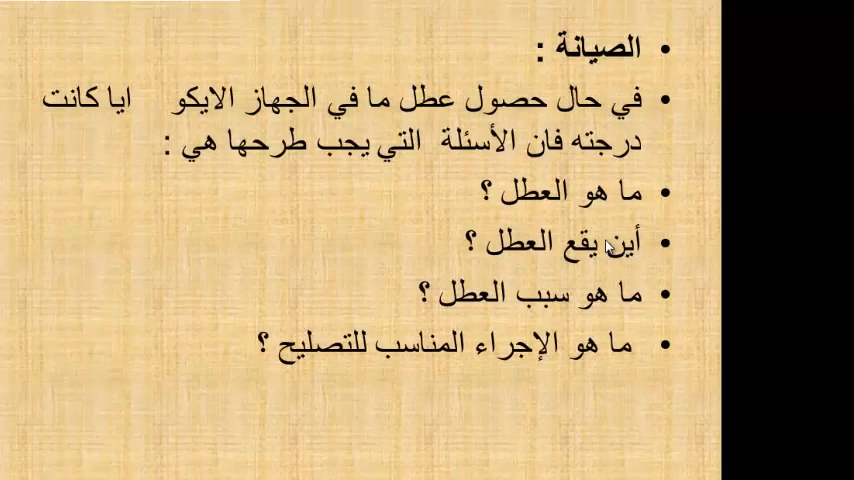 • الصيانة :
• في حال حصول عطل ما في الجهاز الايكو ايا كانت
درجته فان الأسئلة التي يجب طرحها هي :
• ما هو العطل ؟
• أين يقع العطل ؟
• ما هو سبب العطل ؟
• ما هو الإجراء المناسب للتصليح ؟